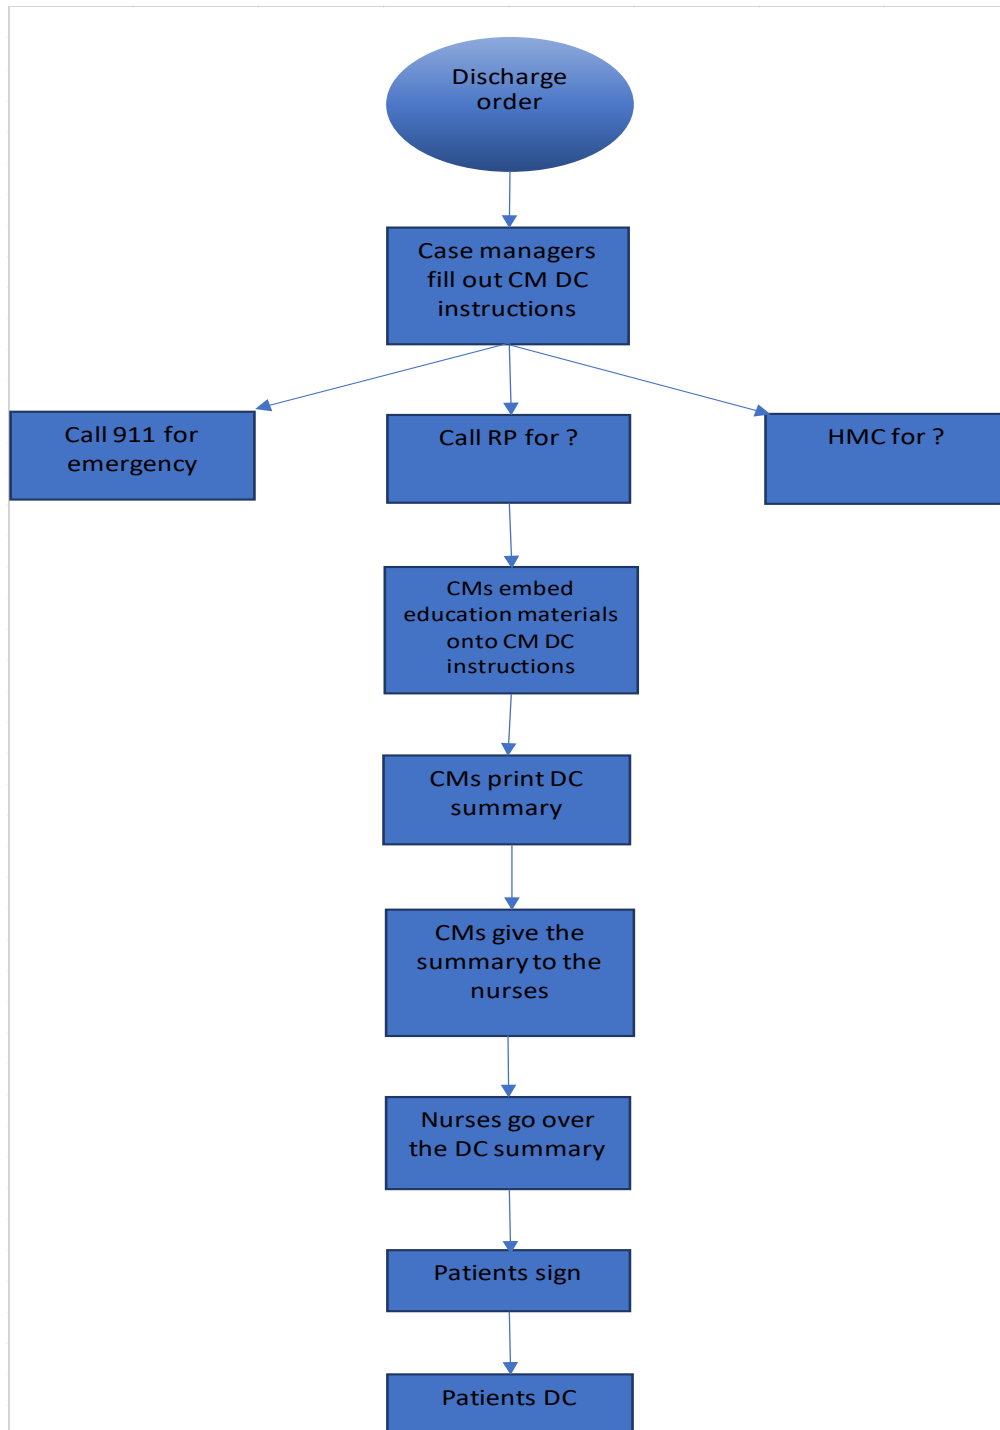 Discharge
order
Case managers
fill out CM DC
instructions
Call 911 for
emergency
Call RP for ?
HMC for ?
CMs embed
education materials
onto CM DC
instructions
CMs print DC
summary
CMs give the
summary to the
nurses
Nurses go over
the DC summary
Patients sign
Patients DC